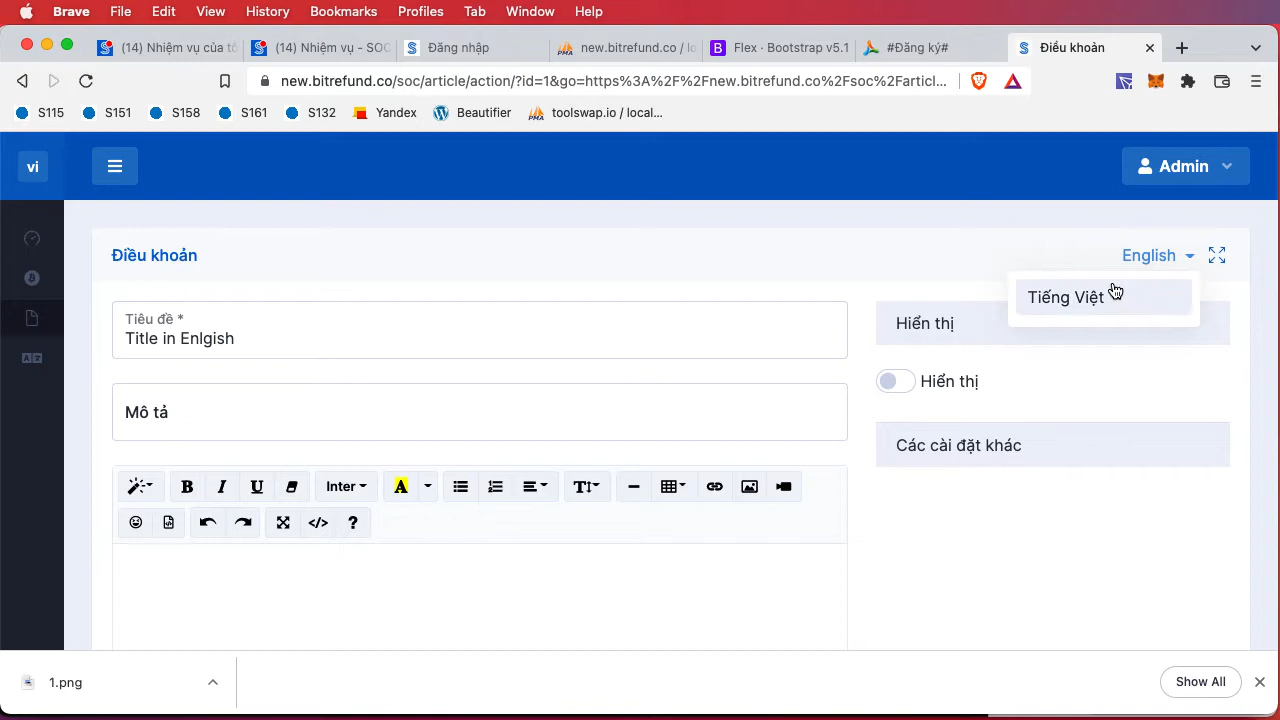 Brave File Edit View History Bookmarks Profiles Tab Window Help
(14) Nhiệm vụ của tô
(14) Nhiệm vụ - SOC
Đăng nhập
new.bitrefund.co / lo
Flex · Bootstrap v5.1
#Đăng ký#
Điều khoản
new.bitrefund.co/soc/article/action/?id=1&go=https%3A%2F%2Fnew.bitrefund.co%2Fsoc%2Farticl...
S115 S151 S158 S161 S132 Yandex Beautifier toolswap.io / local...
vi
Admin
Điều khoản
English
Tiếng Việt
Tiêu đề *
Title in Enlgish
Hiển thị
Hiển thị
Mô tả
Các cài đặt khác
B I U Inter A T </> ?
1.png
Show All